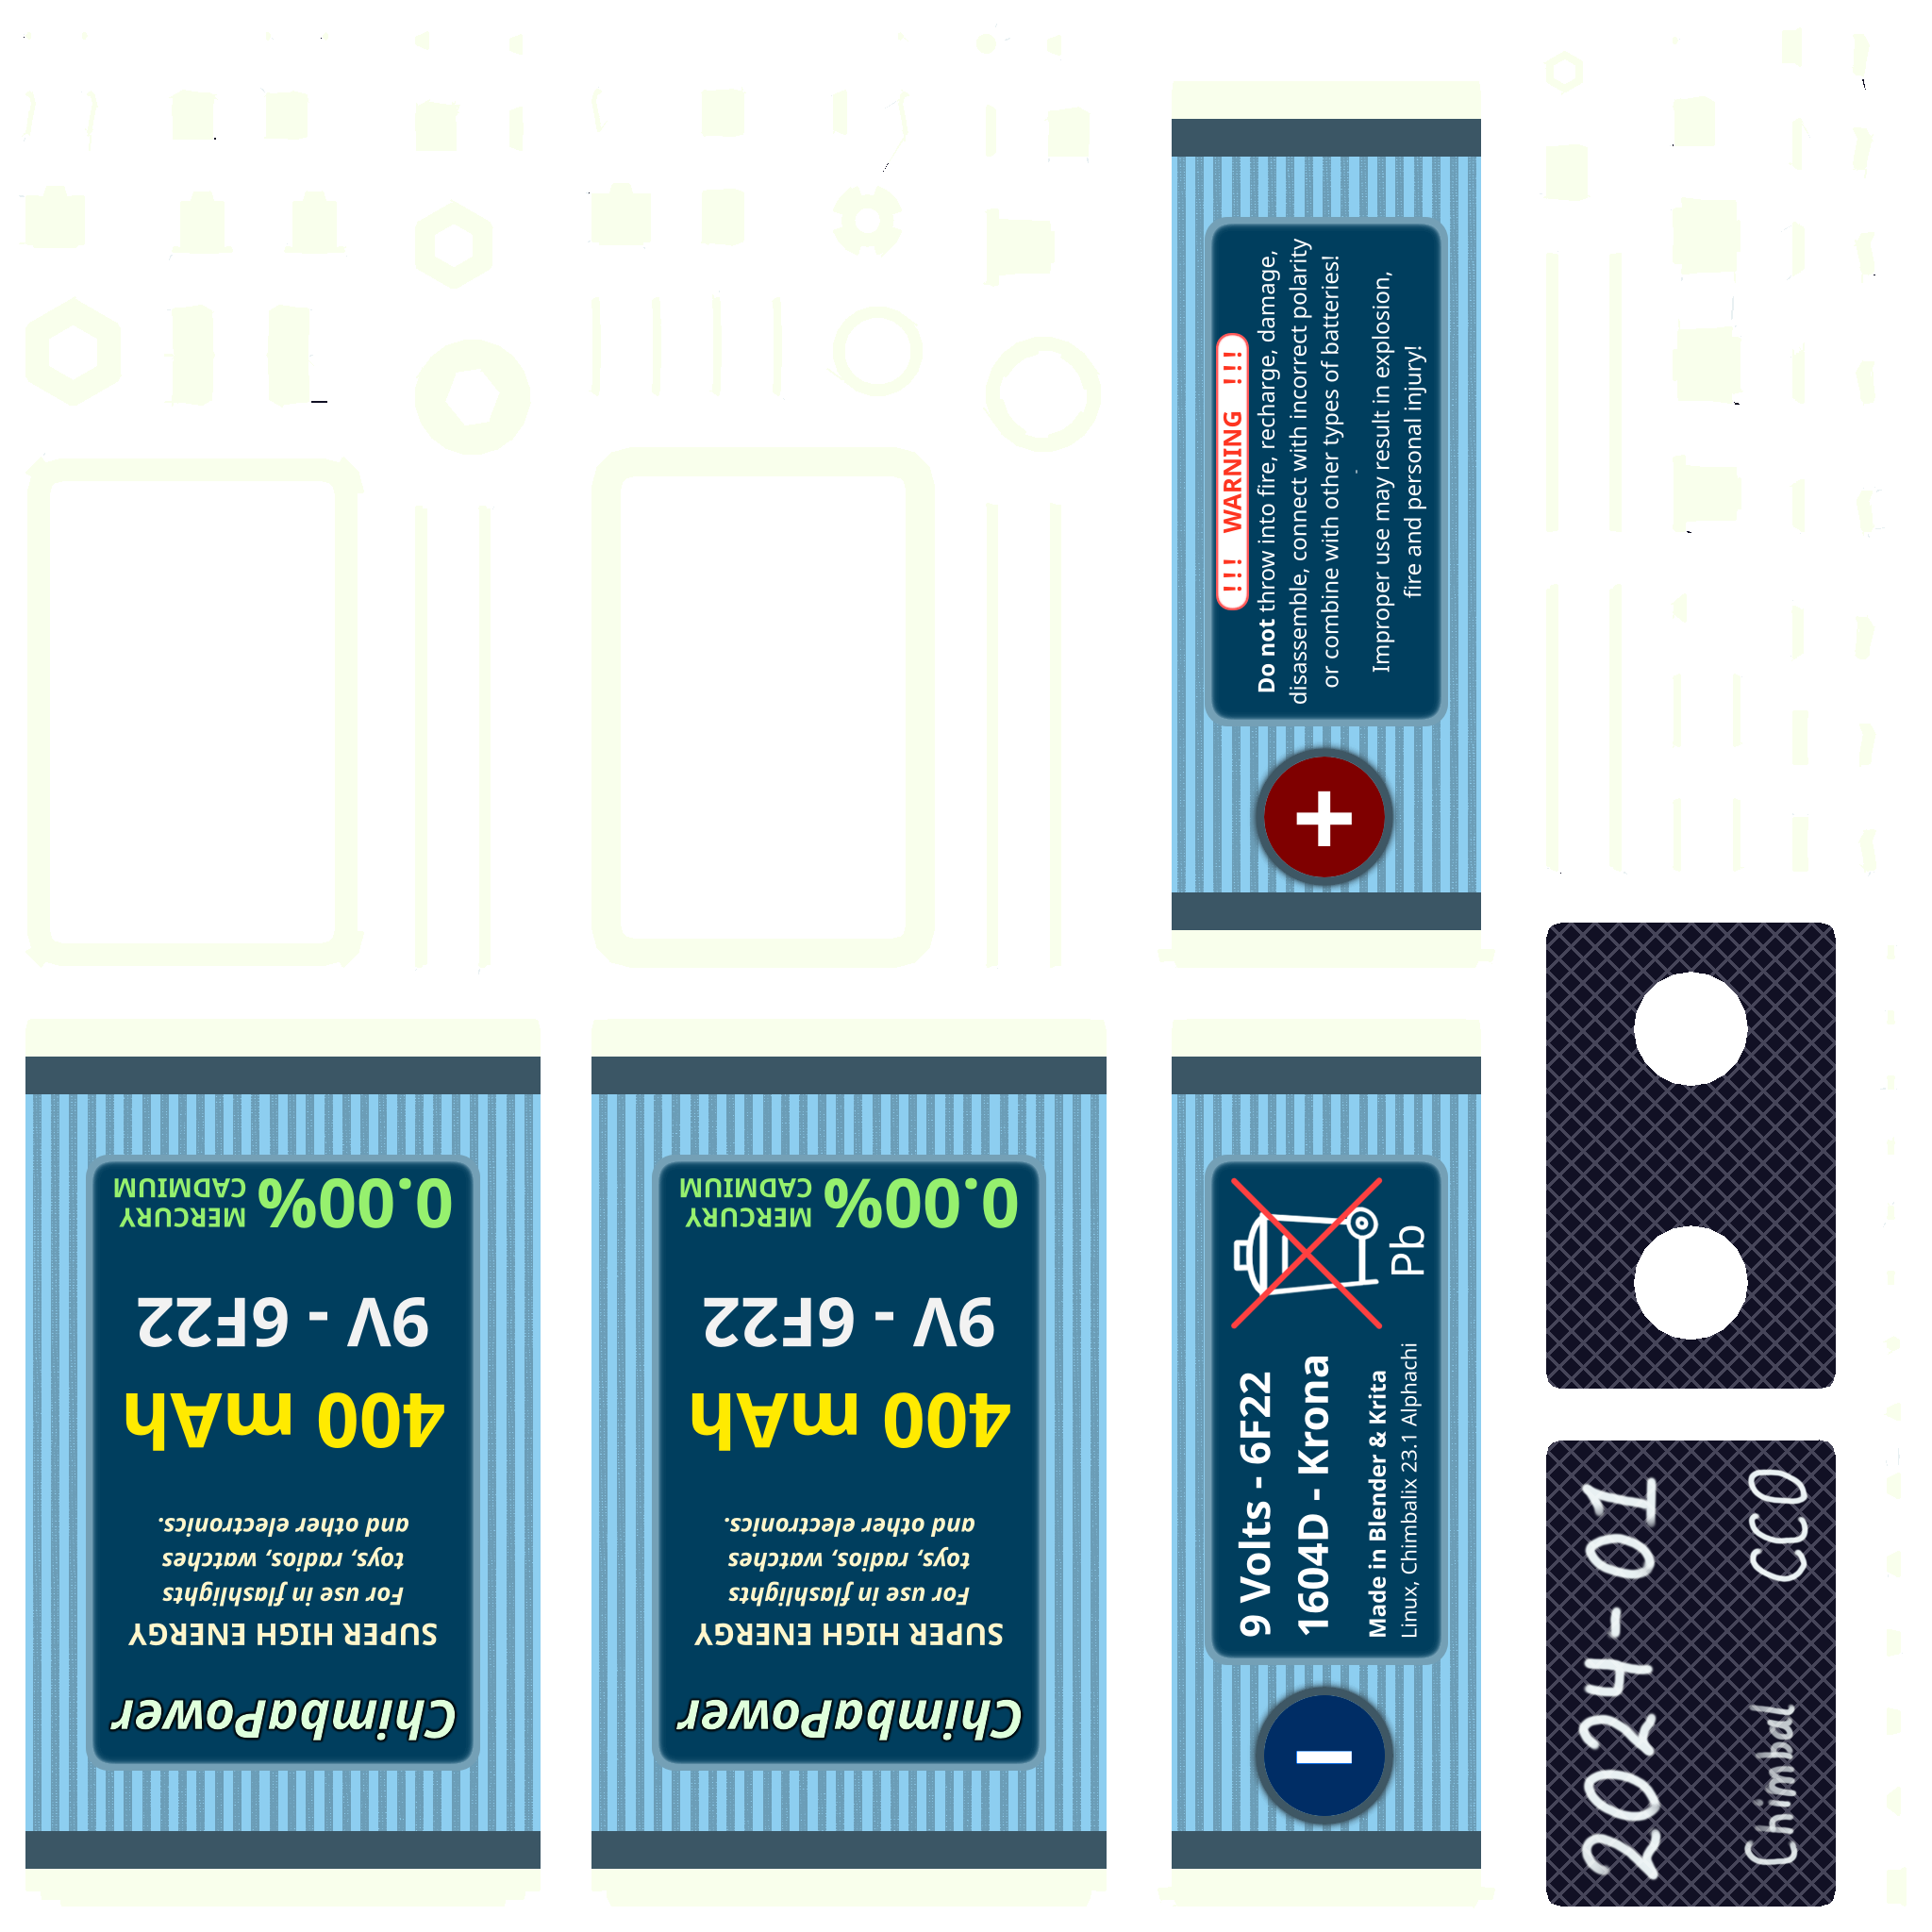 !!! WARNING !!!
Do not throw into fire, recharge, damage,
disassemble, connect with incorrect polarity
or combine with other types of batteries!
Improper use may result in explosion,
fire and personal injury!
+
ChimbaPower
SUPER HIGH ENERGY
For use in flashlights
toys, radios, watches
and other electronics.
400 mAh
9V - 6F22
0.00% MERCURY
CADMIUM
ChimbaPower
SUPER HIGH ENERGY
For use in flashlights
toys, radios, watches
and other electronics.
400 mAh
9V - 6F22
0.00% MERCURY
CADMIUM
9 Volts - 6F22
1604D - Krona
Made in Blender & Krita
Linux, Chimbalix 23.1 Alphachi
Pb
2024-01
Chimbal CC0